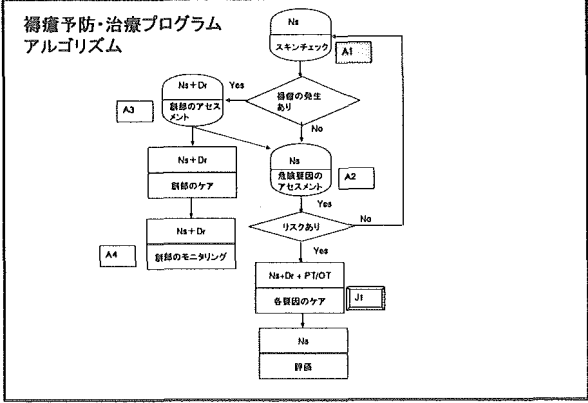 褥瘡予防・治療プログラム
アルゴリズム
Ns
スキンチェック
A1
Ns+Dr
創部のアセス
メント
A3
Yes
褥瘡の発生
あり
No
Ns+Dr
創部のケア
Ns
危険要因の
アセスメント
A2
Yes
リスクあり
No
Ns+Dr
創部のモニタリング
A4
Yes
Ns+Dr + PT/OT
各要因のケア
J1
Ns
評価